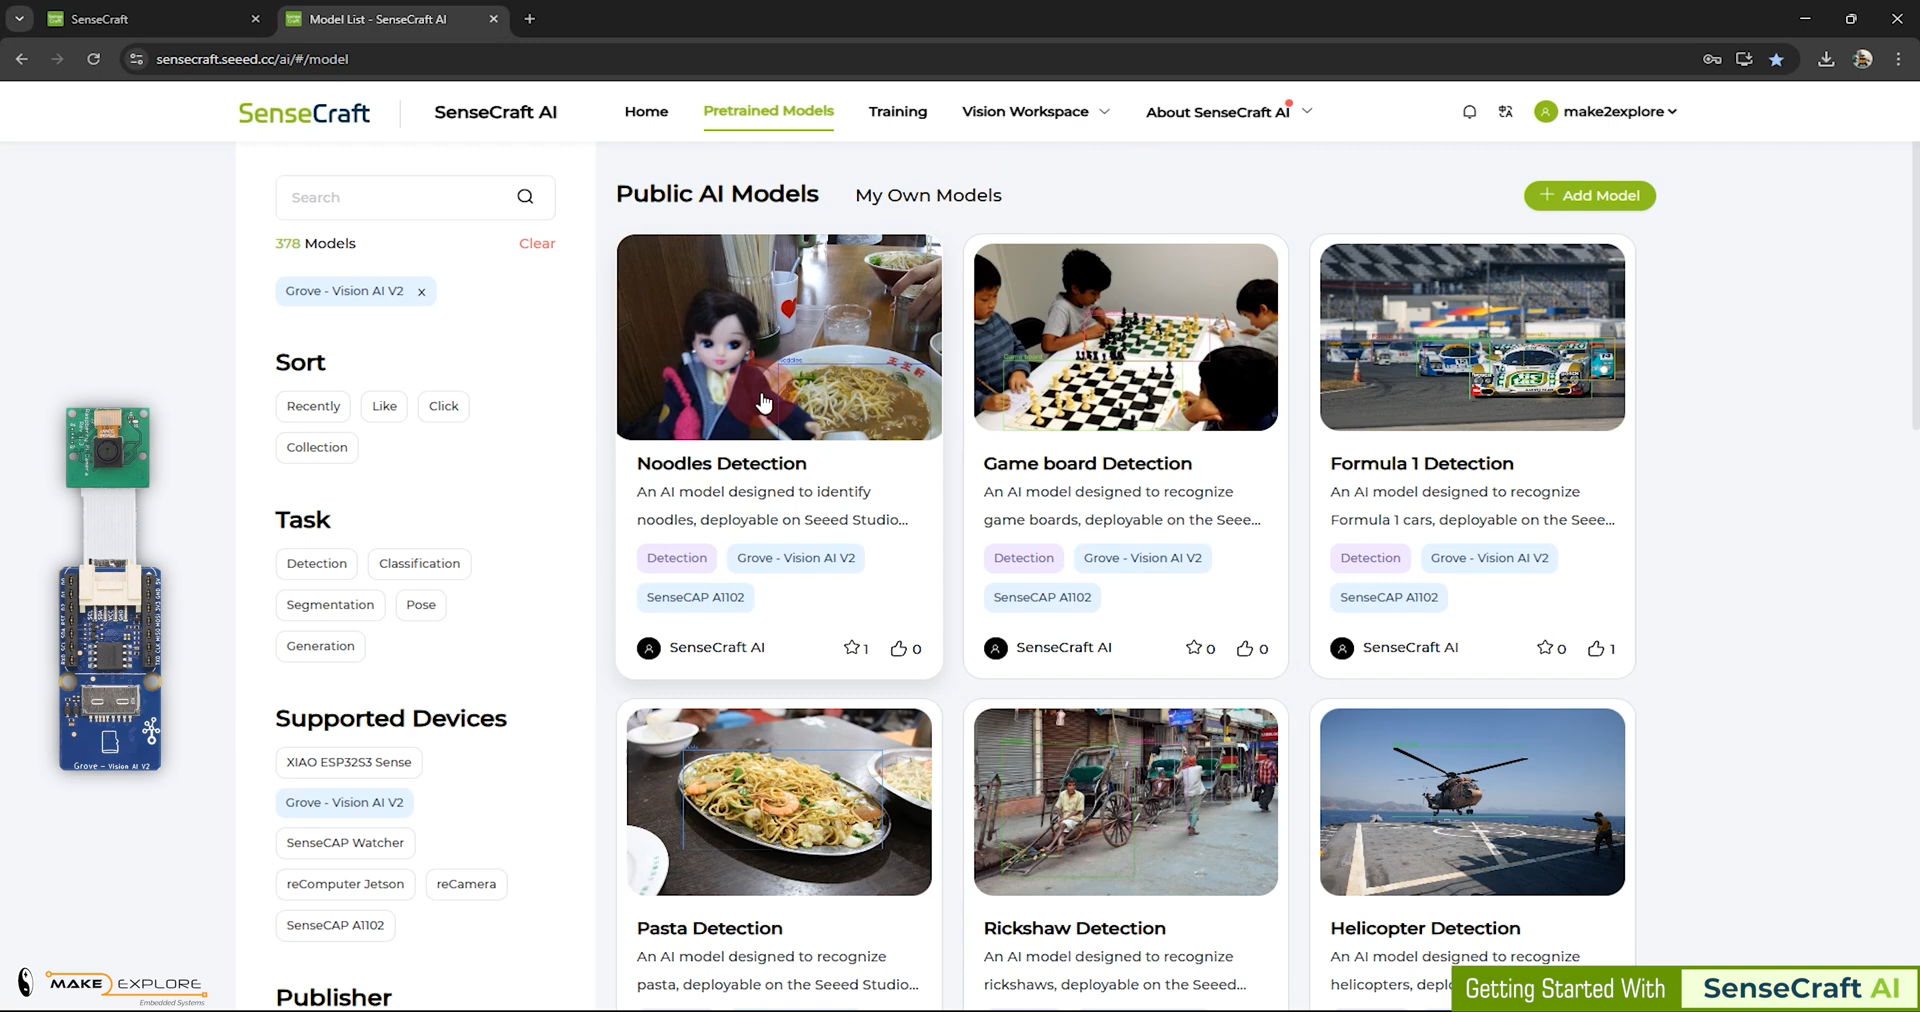 SenseCraft
Model List - SenseCraft AI
sensecraft.seeed.cc/ai/#/model
SenseCraft
SenseCraft AI
Home
Pretrained Models
Training
Vision Workspace
About SenseCraft AI
make2explore
Search
378 Models
Clear
Grove - Vision AI V2 x
Sort
Recently
Like
Click
Collection
Task
Detection
Classification
Segmentation
Pose
Generation
Supported Devices
XIAO ESP32S3 Sense
Grove - Vision AI V2
SenseCAP Watcher
reComputer Jetson
reCamera
SenseCAP A1102
Publisher
Public AI Models
My Own Models
+ Add Model
Noodles Detection
An AI model designed to identify
noodles, deployable on Seeed Studio...
Detection
Grove - Vision AI V2
SenseCAP A1102
SenseCraft AI
1
0
Game board Detection
An AI model designed to recognize
game boards, deployable on the Seee...
Detection
Grove - Vision AI V2
SenseCAP A1102
SenseCraft AI
0
0
Formula 1 Detection
An AI model designed to recognize
Formula 1 cars, deployable on the Seee...
Detection
Grove - Vision AI V2
SenseCAP A1102
SenseCraft AI
0
1
Pasta Detection
An AI model designed to recognize
pasta, deployable on the Seeed Studio...
Rickshaw Detection
An AI model designed to recognize
rickshaws, deployable on the Seeed...
Helicopter Detection
An AI model designed to recognize
helicopters, depl
Grove - Vision AI V2
MAKE2EXPLORE
Embedded Systems
Getting Started With
SenseCraft AI